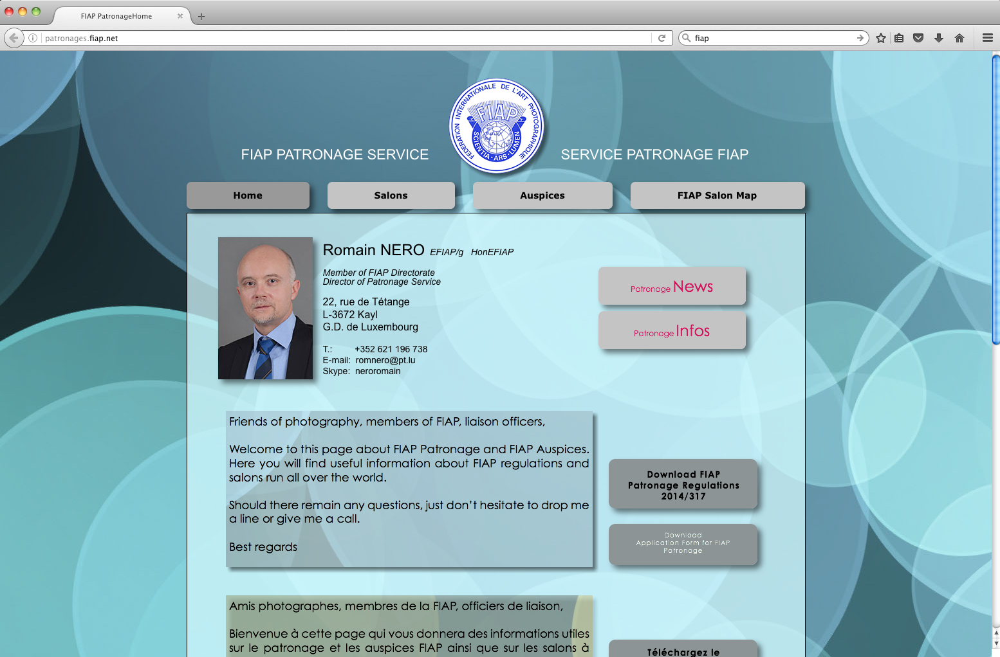 FIAP PatronageHome
patronages.fiap.net
fiap
FEDERATION INTERNATIONALE DE L'ART PHOTOGRAPHIQUE
FIAP
SCIENTIA · ARS · LUMEN
FIAP PATRONAGE SERVICE
SERVICE PATRONAGE FIAP
Home
Salons
Auspices
FIAP Salon Map
Romain NERO EFIAP/g HonEFIAP
Member of FIAP Directorate
Director of Patronage Service
22, rue de Tétange
L-3672 Kayl
G.D. de Luxembourg
T.: +352 621 196 738
E-mail: romnero@pt.lu
Skype: neroromain
Patronage News
Patronage Infos
Friends of photography, members of FIAP, liaison officers,
Welcome to this page about FIAP Patronage and FIAP Auspices.
Here you will find useful information about FIAP regulations and
salons run all over the world.
Should there remain any questions, just don't hesitate to drop me
a line or give me a call.
Best regards
Download FIAP
Patronage Regulations
2014/317
Download
Application Form for FIAP
Patronage
Amis photographes, membres de la FIAP, officiers de liaison,
Bienvenue à cette page qui vous donnera des informations utiles
sur le patronage et les auspices FIAP ainsi que sur les salons à
Téléchargez le